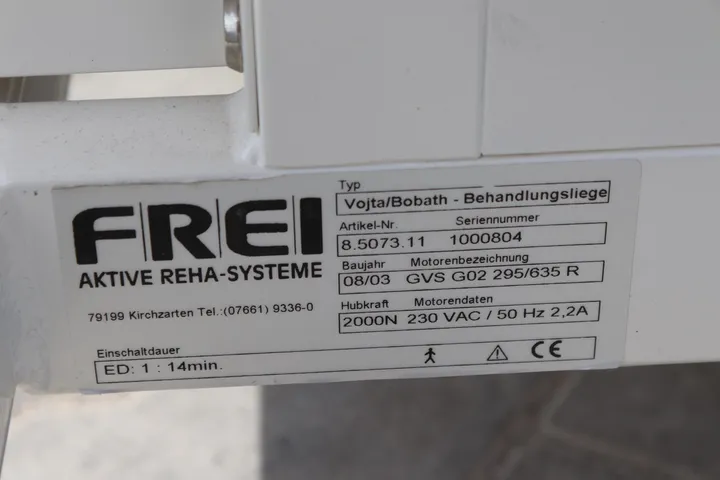 F|R|E|I
AKTIVE REHA-SYSTEME
79199 Kirchzarten Tel.:(07661) 9336-0
Typ
Vojta/Bobath - Behandlungsliege
Artikel-Nr. Seriennummer
8.5073.11 1000804
Baujahr Motorenbezeichnung
08/03 GVS G02 295/635 R
Hubkraft Motorendaten
2000N 230 VAC / 50 Hz 2,2A
Einschaltdauer
ED: 1 : 14min.
CE